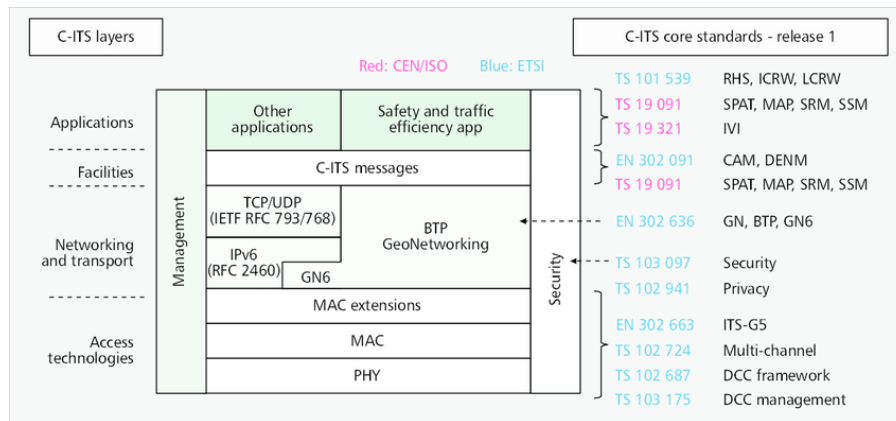 C-ITS layers
C-ITS core standards - release 1
Red: CEN/ISO Blue: ETSI
Applications
Facilities
Networking
and transport
Access
technologies
Management
Other
applications
Safety and traffic
efficiency app
C-ITS messages
TCP/UDP
(IETF RFC 793/768)
IPv6
(RFC 2460)
GN6
BTP
GeoNetworking
MAC extensions
MAC
PHY
Security
TS 101 539 RHS, ICRW, LCRW
TS 19 091 SPAT, MAP, SRM, SSM
TS 19 321 IVI
EN 302 091 CAM, DENM
TS 19 091 SPAT, MAP, SRM, SSM
EN 302 636 GN, BTP, GN6
TS 103 097 Security
TS 102 941 Privacy
EN 302 663 ITS-G5
TS 102 724 Multi-channel
TS 102 687 DCC framework
TS 103 175 DCC management